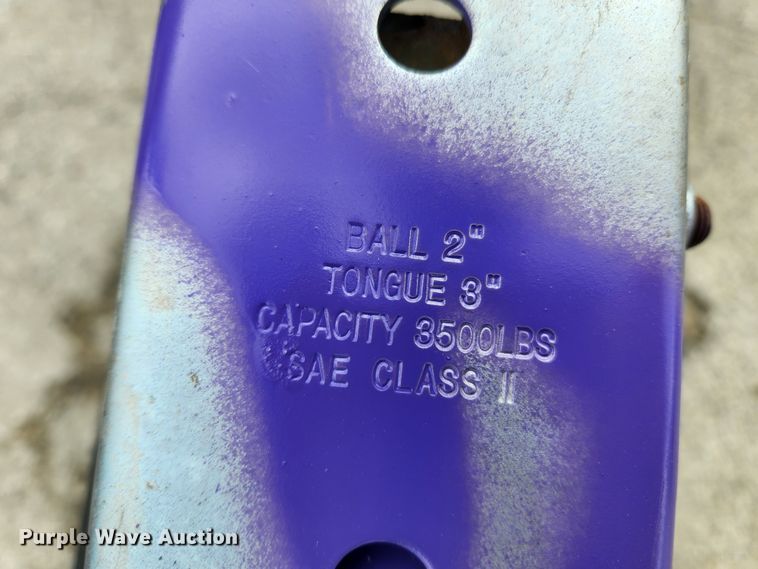 BALL 2"
TONGUE 3"
CAPACITY 3500LBS
SAE CLASS II
Purple Wave Auction